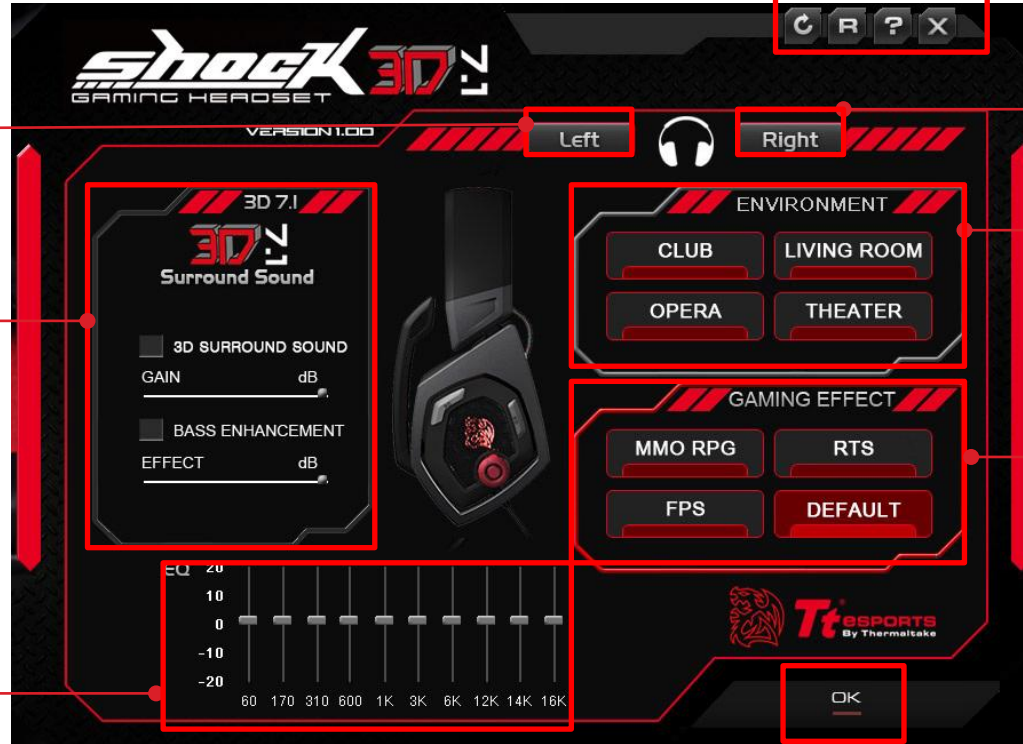 R ? X
Shock 3D 7.1
GAMING HEADSET
VERSION 1.00
Left
Right
3D 7.1
3D 7.1
Surround Sound
3D SURROUND SOUND
GAIN dB
BASS ENHANCEMENT
EFFECT dB
ENVIRONMENT
CLUB LIVING ROOM
OPERA THEATER
GAMING EFFECT
MMO RPG RTS
FPS DEFAULT
EQ 20
10
0
-10
-20
60 170 310 600 1K 3K 6K 12K 14K 16K
Tt eSPORTS
By Thermaltake
OK